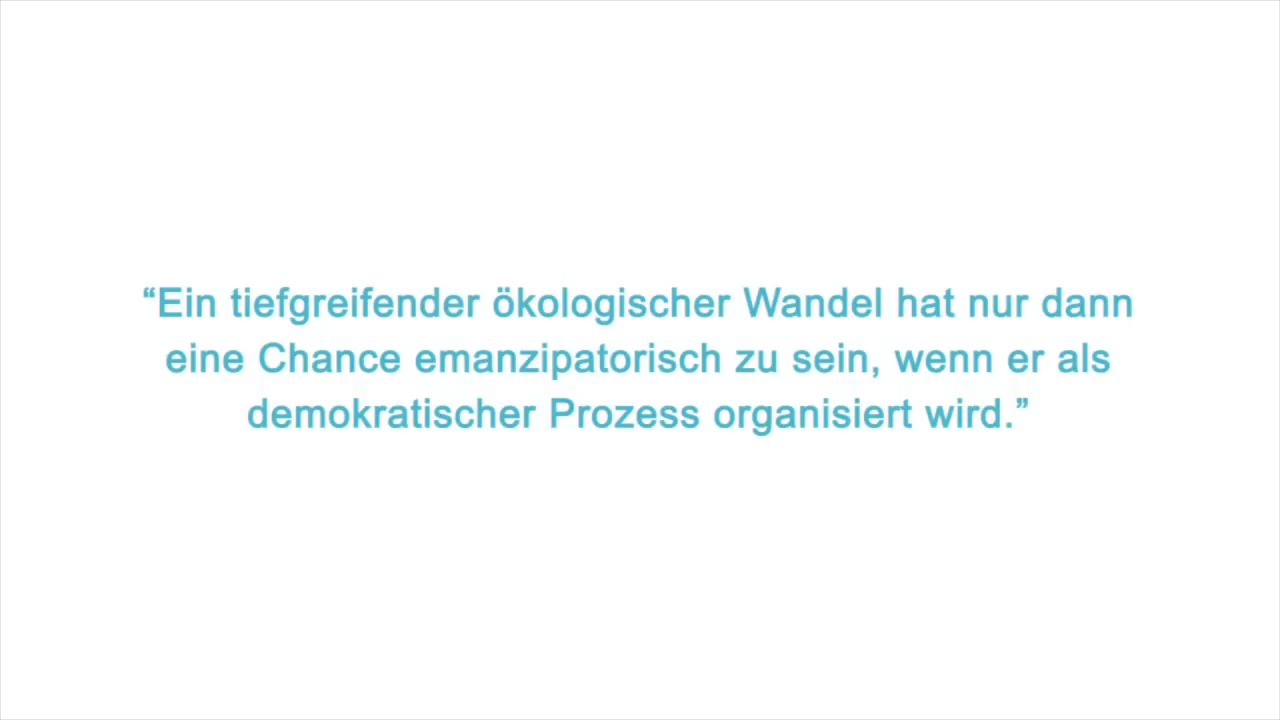 “Ein tiefgreifender ökologischer Wandel hat nur dann
eine Chance emanzipatorisch zu sein, wenn er als
demokratischer Prozess organisiert wird.”